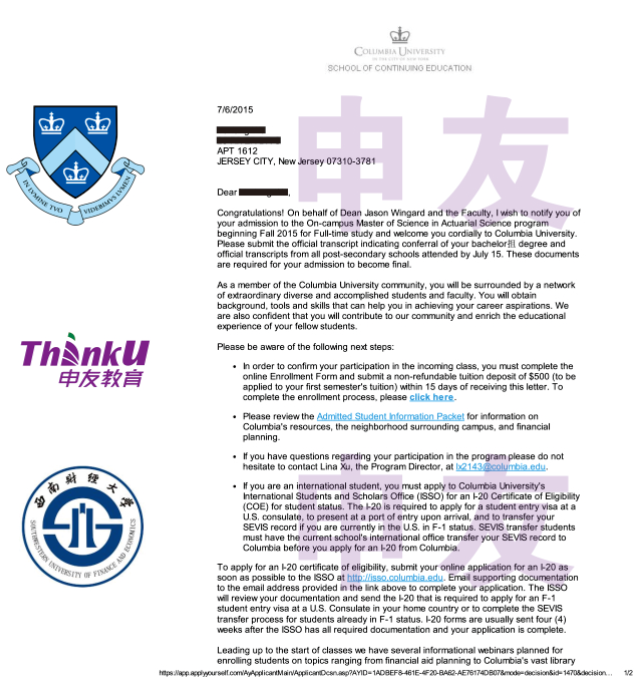 COLUMBIA UNIVERSITY
IN THE CITY OF NEW YORK
SCHOOL OF CONTINUING EDUCATION
申友
7/6/2015
APT 1612
JERSEY CITY, New Jersey 07310-3781
Dear ,
Congratulations! On behalf of Dean Jason Wingard and the Faculty, I wish to notify you of
your admission to the On-campus Master of Science in Actuarial Science program
beginning Fall 2015 for Full-time study and welcome you cordially to Columbia University.
Please submit the official transcript indicating conferral of your bachelor担 degree and
official transcripts from all post-secondary schools attended by July 15. These documents
are required for your admission to become final.
As a member of the Columbia University community, you will be surrounded by a network
of extraordinary diverse and accomplished students and faculty. You will obtain
background, tools and skills that can help you in achieving your career aspirations. We
are also confident that you will contribute to our community and enrich the educational
experience of your fellow students.
Please be aware of the following next steps:
• In order to confirm your participation in the incoming class, you must complete the
online Enrollment Form and submit a non-refundable tuition deposit of $500 (to be
applied to your first semester's tuition) within 15 days of receiving this letter. To
complete the enrollment process, please click here.
• Please review the Admitted Student Information Packet for information on
Columbia's resources, the neighborhood surrounding campus, and financial
planning.
• If you have questions regarding your participation in the program please do not
hesitate to contact Lina Xu, the Program Director, at lx2143@columbia.edu.
• If you are an international student, you must apply to Columbia University's
International Students and Scholars Office (ISSO) for an I-20 Certificate of Eligibility
(COE) for student status. The I-20 is required to apply for a student entry visa at a
U.S. consulate, to present at a port of entry upon arrival, and to transfer your
SEVIS record if you are currently in the U.S. in F-1 status. SEVIS transfer students
must have the current school's international office transfer your SEVIS record to
Columbia before you apply for an I-20 from Columbia.
申友
To apply for an I-20 certificate of eligibility, submit your online application for an I-20 as
soon as possible to the ISSO at http://isso.columbia.edu. Email supporting documentation
to the email address provided in the link above to complete your application. The ISSO
will review your documentation and send the I-20 that is required to apply for an F-1
student entry visa at a U.S. Consulate in your home country or to complete the SEVIS
transfer process for students already in F-1 status. I-20 forms are usually sent four (4)
weeks after the ISSO has all required documentation and your application is complete.
Leading up to the start of classes we have several informational webinars planned for
enrolling students on topics ranging from financial aid planning to Columbia's vast library
https://app.applyyourself.com/AyApplicantMain/ApplicantDcsn.asp?AYID=1ADBEF8-461E-4F20-BA62-AE76174DB07&mode=decision&id=1470&decision… 1/2
IN LVMINE TVO VIDEBIMVS LVMEN
ThinkU
申友教育
西南财经大学
SOUTHWESTERN UNIVERSITY OF FINANCE AND ECONOMICS